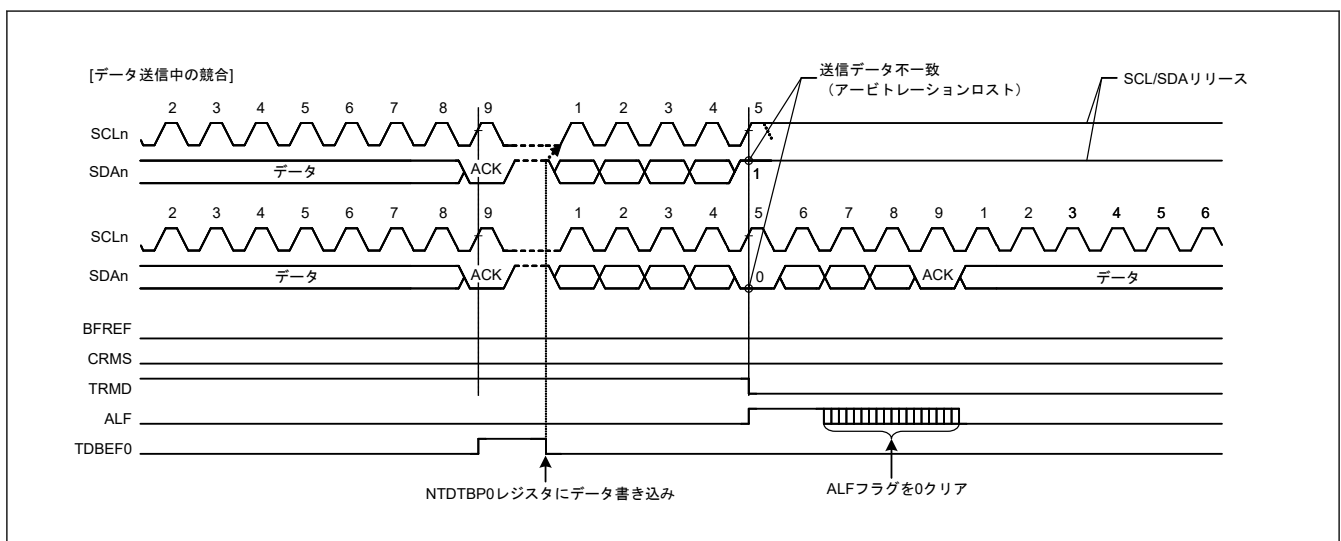 [データ送信中の競合]
送信データ不一致
（アービトレーションロスト）
SCL/SDAリリース
2 3 4 5 6 7 8 9 1 2 3 4 5
SCLn
SDAn データ ACK 1
2 3 4 5 6 7 8 9 1 2 3 4 5 6 7 8 9 1 2 3 4 5 6
SCLn
SDAn データ ACK 0 ACK データ
BFREF
CRMS
TRMD
ALF
TDBEF0
NTDTBP0レジスタにデータ書き込み
ALFフラグを0クリア